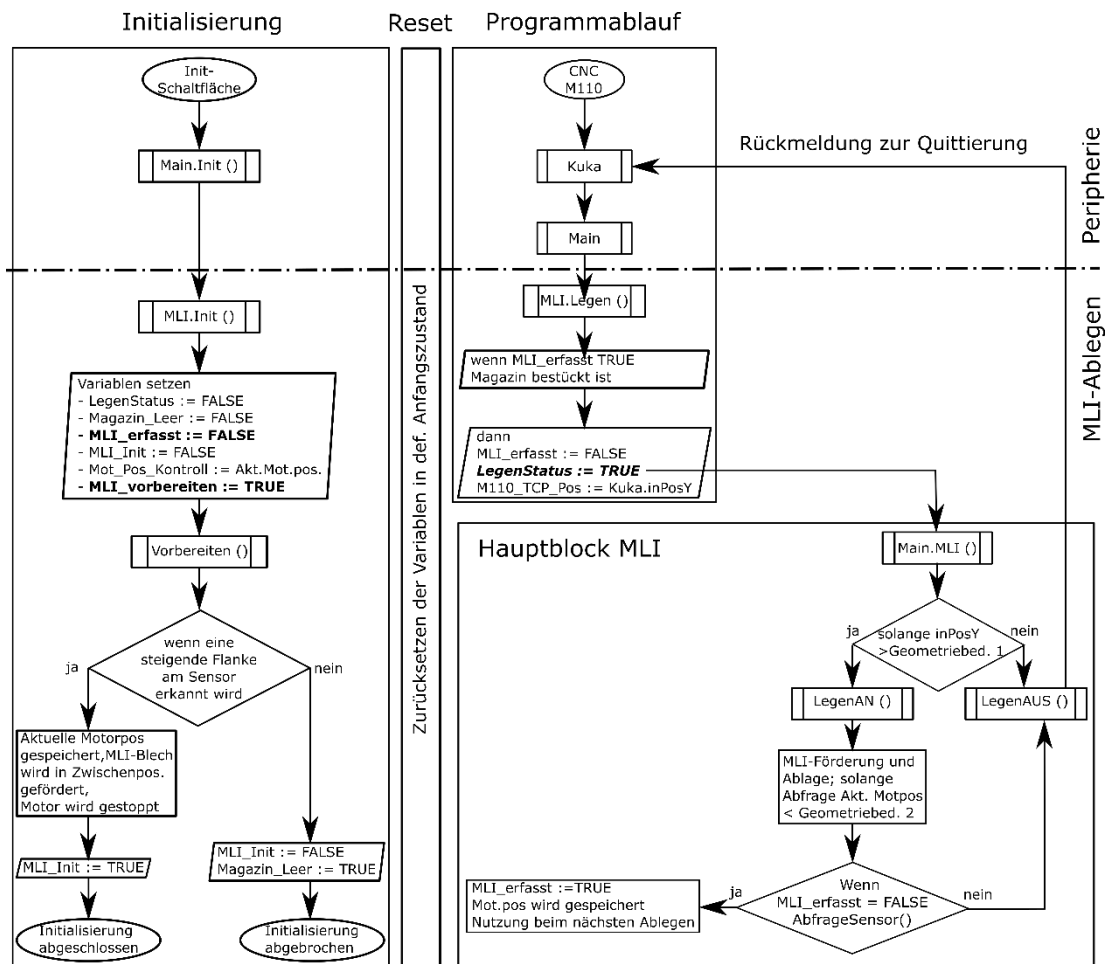 Initialisierung
Reset
Programmablauf
Init-
Schaltfläche
Main.Init ()
MLI.Init ()
Variablen setzen
- LegenStatus := FALSE
- Magazin_Leer := FALSE
- MLI_erfasst := FALSE
- MLI_Init := FALSE
- Mot_Pos_Kontroll := Akt.Mot.pos.
- MLI_vorbereiten := TRUE
Vorbereiten ()
wenn eine
steigende Flanke
am Sensor
erkannt wird
ja
nein
Aktuelle Motorpos
gespeichert,MLI-Blech
wird in Zwischenpos.
gefördert,
Motor wird gestoppt
MLI_Init := TRUE
Initialisierung
abgeschlossen
MLI_Init := FALSE
Magazin_Leer := TRUE
Initialisierung
abgebrochen
Zurücksetzen der Variablen in def. Anfangszustand
CNC
M110
Kuka
Main
Rückmeldung zur Quittierung
Peripherie
MLI-Ablegen
MLI.Legen ()
wenn MLI_erfasst TRUE
Magazin bestückt ist
dann
MLI_erfasst := FALSE
LegenStatus := TRUE
M110_TCP_Pos := Kuka.inPosY
Hauptblock MLI
Main.MLI ()
solange inPosY
>Geometriebed. 1
ja
nein
LegenAN ()
LegenAUS ()
MLI-Förderung und
Ablage; solange
Abfrage Akt. Motpos
< Geometriebed. 2
Wenn
MLI_erfasst = FALSE
AbfrageSensor()
ja
nein
MLI_erfasst :=TRUE
Mot.pos wird gespeichert
Nutzung beim nächsten Ablegen